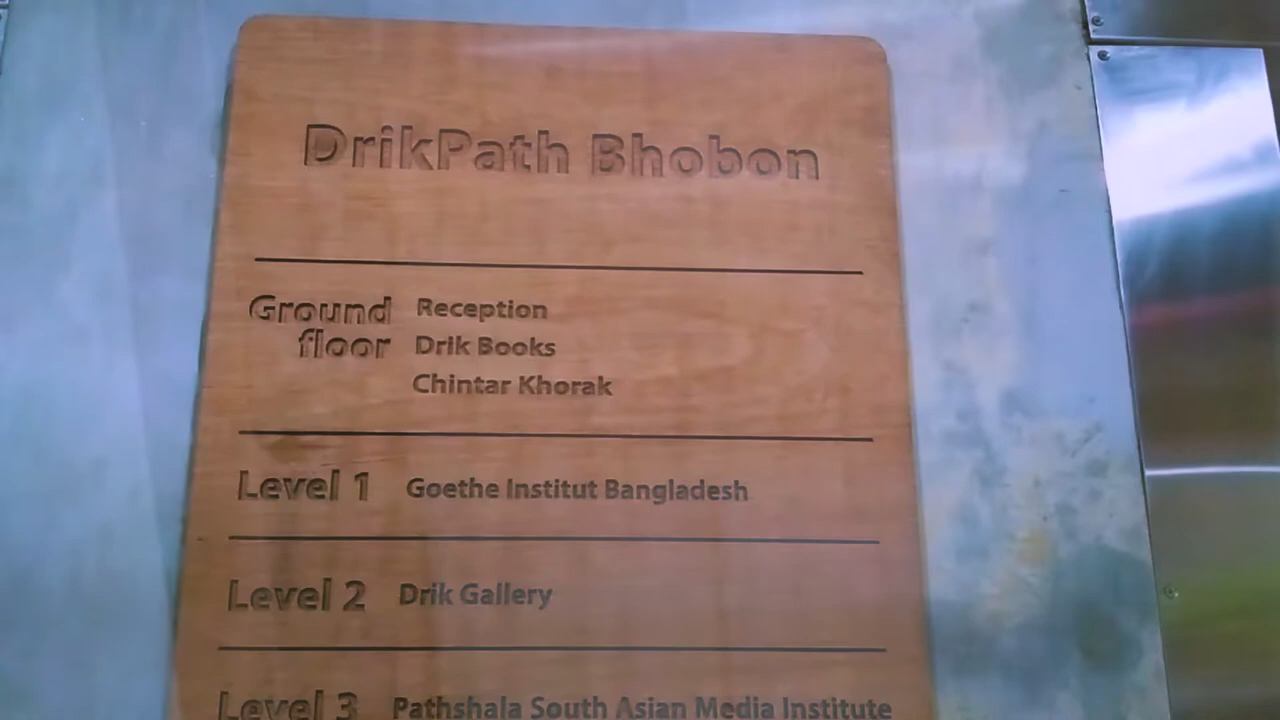 DrikPath Bhobon
Ground floor
Reception
Drik Books
Chintar Khorak
Level 1 Goethe Institut Bangladesh
Level 2 Drik Gallery
Level 3 Pathshala South Asian Media Institute